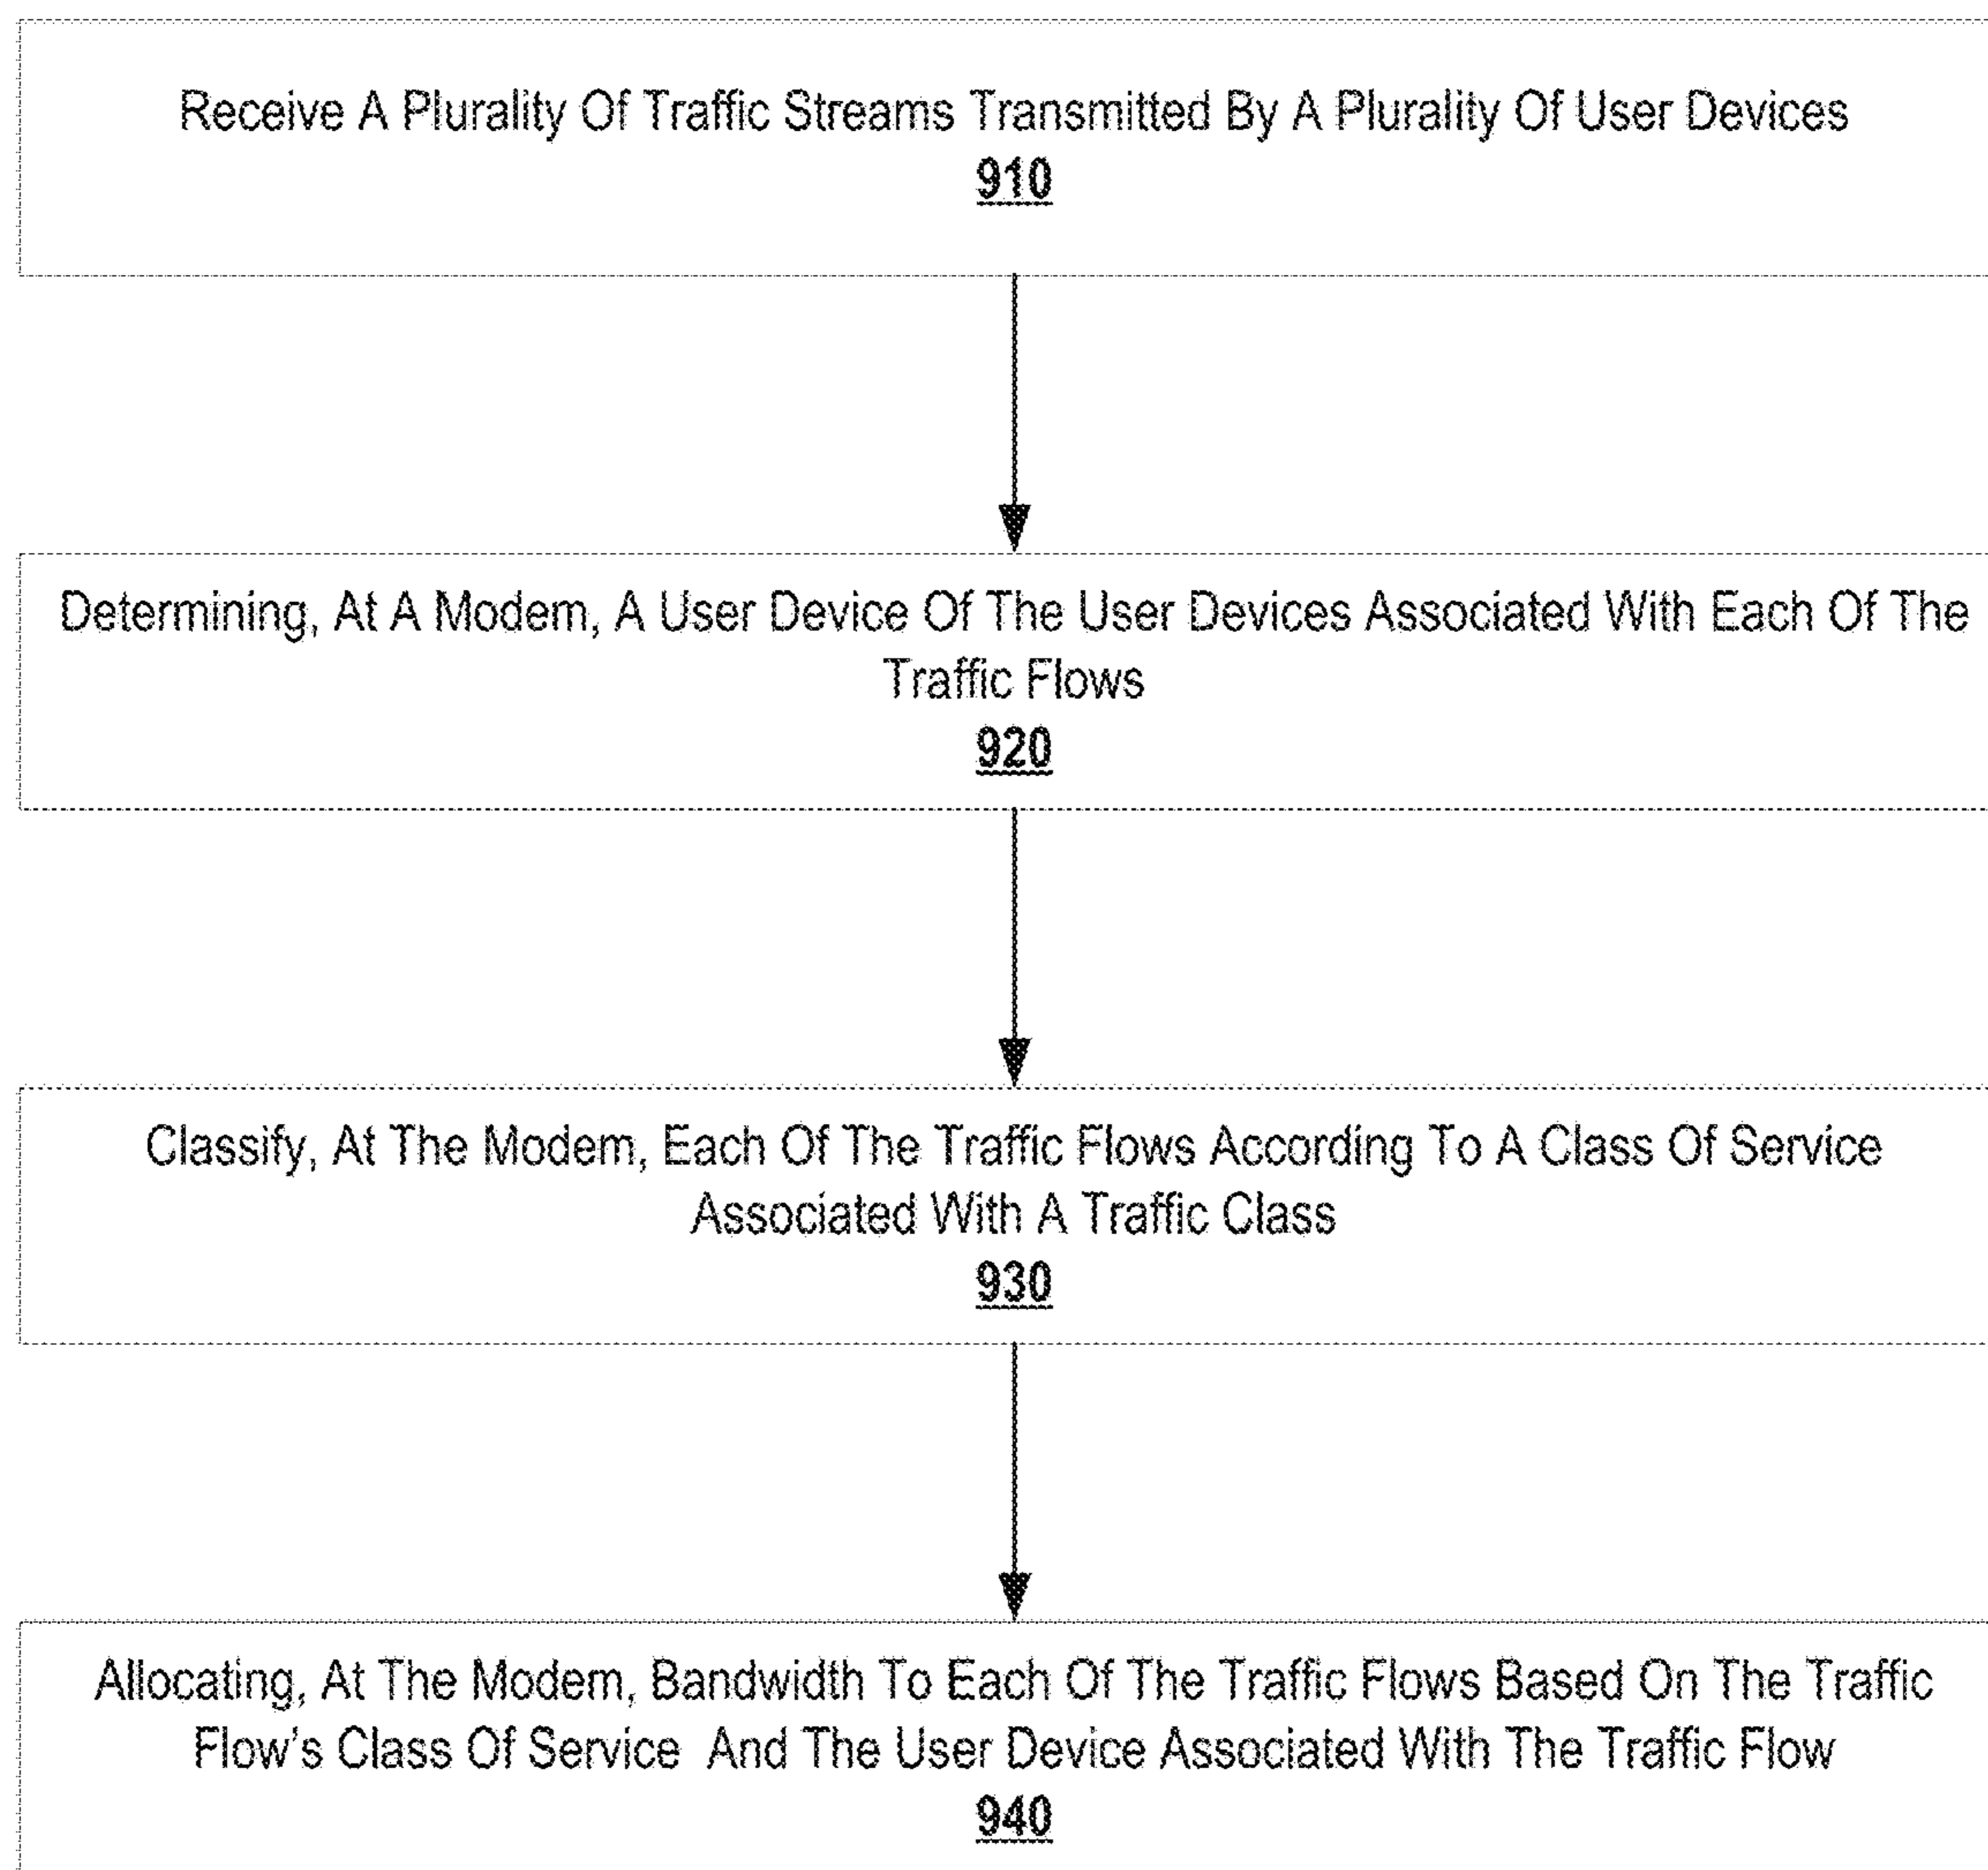 Receive A Plurality Of Traffic Streams Transmitted By A Plurality Of User Devices
910
Determining, At A Modem, A User Device Of The User Devices Associated With Each Of The
Traffic Flows
920
Classify, At The Modem, Each Of The Traffic Flows According To A Class Of Service
Associated With A Traffic Class
930
Allocating, At The Modem, Bandwidth To Each Of The Traffic Flows Based On The Traffic
Flow's Class Of Service And The User Device Associated With The Traffic Flow
940